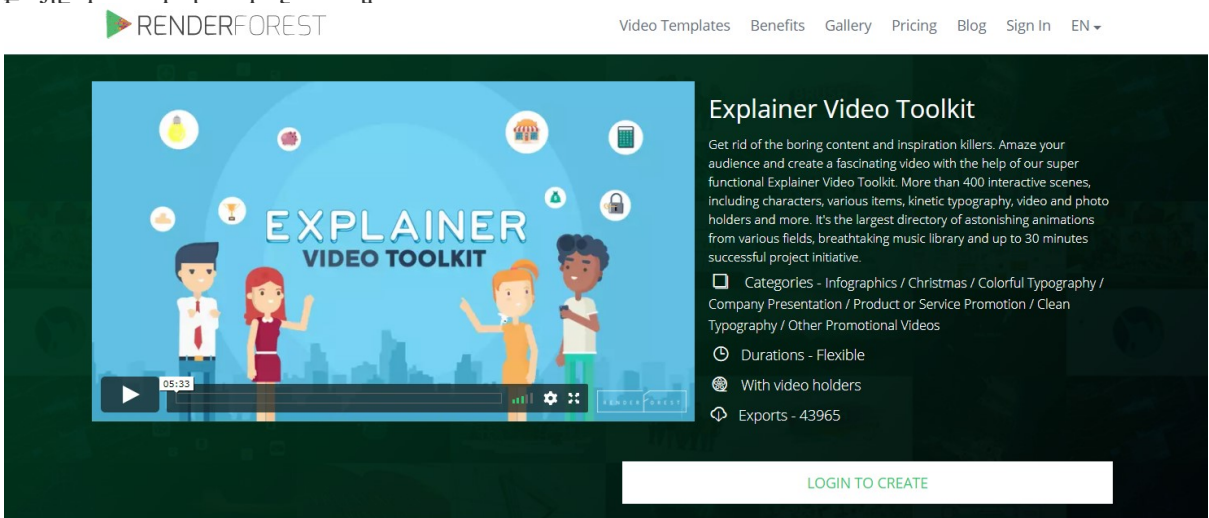 RENDERFOREST
Video Templates Benefits Gallery Pricing Blog Sign In EN
Explainer Video Toolkit
Get rid of the boring content and inspiration killers. Amaze your
audience and create a fascinating video with the help of our super
functional Explainer Video Toolkit. More than 400 interactive scenes,
including characters, various items, kinetic typography, video and photo
holders and more. It's the largest directory of astonishing animations
from various fields, breathtaking music library and up to 30 minutes
successful project initiative.
Categories - Infographics / Christmas / Colorful Typography /
Company Presentation / Product or Service Promotion / Clean
Typography / Other Promotional Videos
Durations - Flexible
With video holders
Exports - 43965
LOGIN TO CREATE
EXPLAINER
VIDEO TOOLKIT
05:33
RENDERFOREST